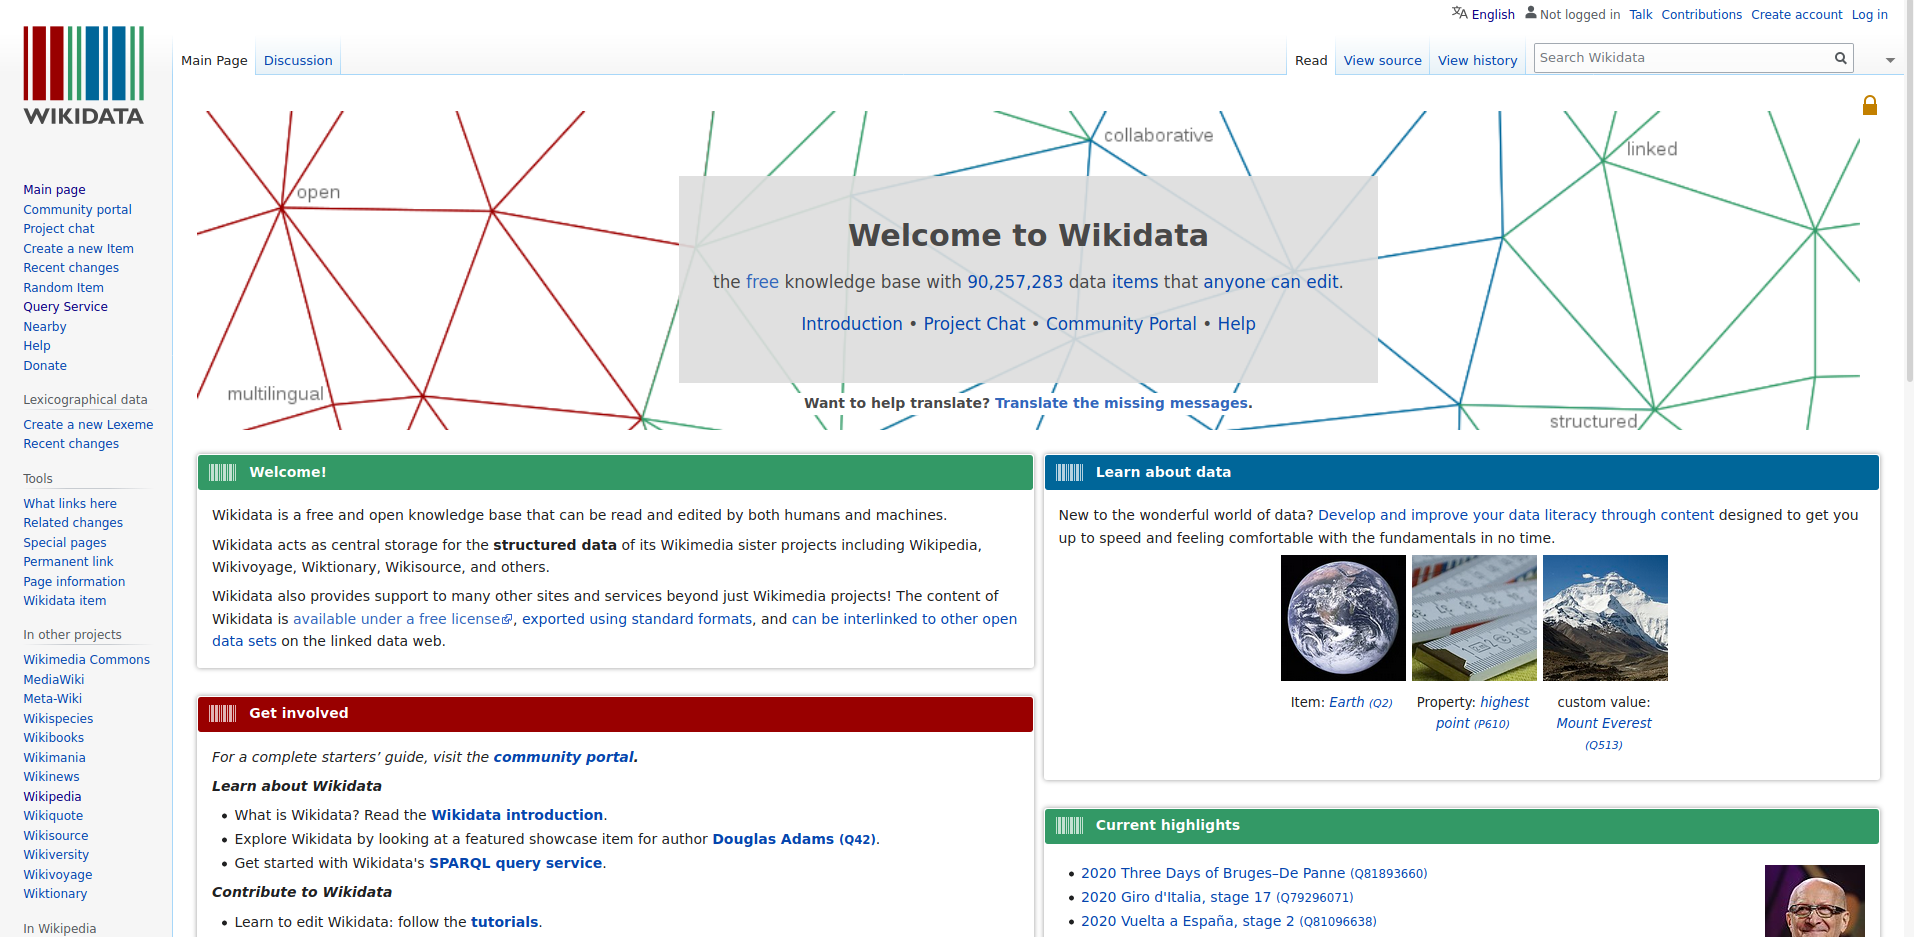 English Not logged in Talk Contributions Create account Log in
WIKIDATA
Main Page Discussion
Read View source View history Search Wikidata
Main page
Community portal
Project chat
Create a new Item
Recent changes
Random Item
Query Service
Nearby
Help
Donate
Lexicographical data
Create a new Lexeme
Recent changes
Tools
What links here
Related changes
Special pages
Permanent link
Page information
Wikidata item
In other projects
Wikimedia Commons
MediaWiki
Meta-Wiki
Wikispecies
Wikibooks
Wikimania
Wikinews
Wikipedia
Wikiquote
Wikisource
Wikiversity
Wikivoyage
Wiktionary
In Wikipedia
open
collaborative
linked
multilingual
structured
Welcome to Wikidata
the free knowledge base with 90,257,283 data items that anyone can edit.
Introduction • Project Chat • Community Portal • Help
Want to help translate? Translate the missing messages.
Welcome!
Wikidata is a free and open knowledge base that can be read and edited by both humans and machines.
Wikidata acts as central storage for the structured data of its Wikimedia sister projects including Wikipedia,
Wikivoyage, Wiktionary, Wikisource, and others.
Wikidata also provides support to many other sites and services beyond just Wikimedia projects! The content of
Wikidata is available under a free license, exported using standard formats, and can be interlinked to other open
data sets on the linked data web.
Get involved
For a complete starters’ guide, visit the community portal.
Learn about Wikidata
• What is Wikidata? Read the Wikidata introduction.
• Explore Wikidata by looking at a featured showcase item for author Douglas Adams (Q42).
• Get started with Wikidata's SPARQL query service.
Contribute to Wikidata
• Learn to edit Wikidata: follow the tutorials.
Learn about data
New to the wonderful world of data? Develop and improve your data literacy through content designed to get you
up to speed and feeling comfortable with the fundamentals in no time.
Item: Earth (Q2)
Property: highest
point (P610)
custom value:
Mount Everest
(Q513)
Current highlights
• 2020 Three Days of Bruges–De Panne (Q81893660)
• 2020 Giro d'Italia, stage 17 (Q79296071)
• 2020 Vuelta a España, stage 2 (Q81096638)